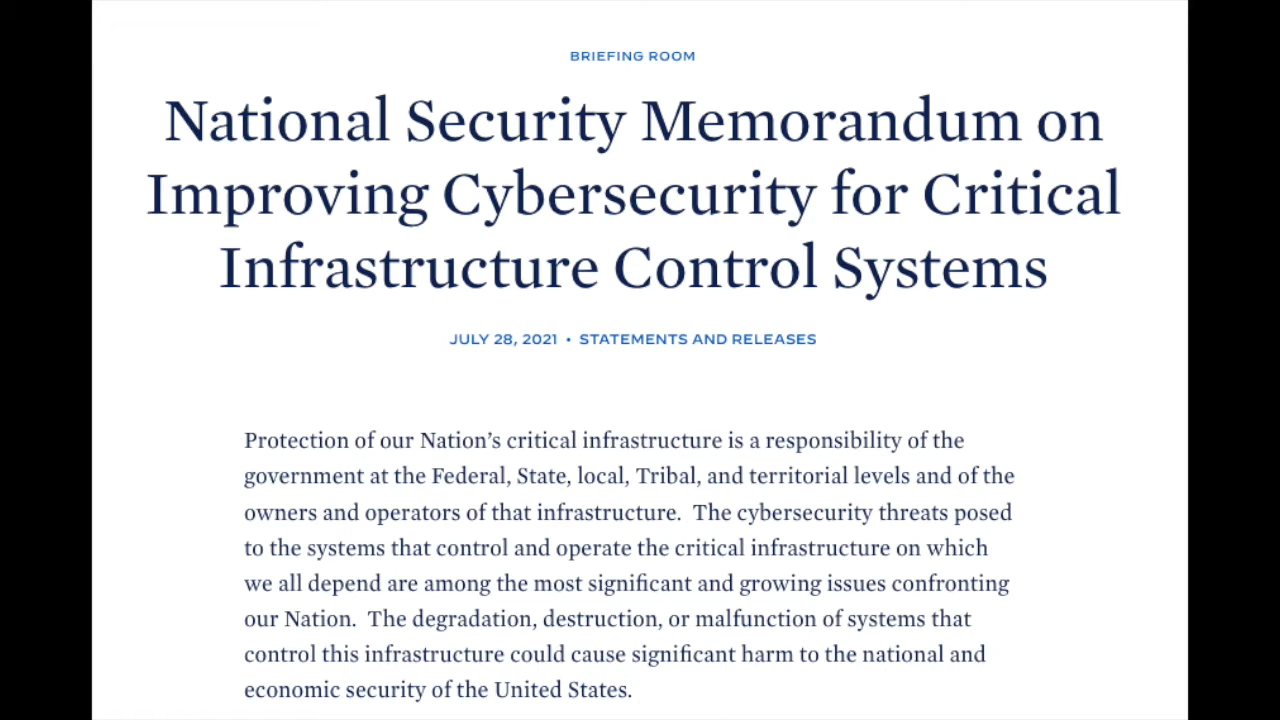 BRIEFING ROOM
National Security Memorandum on
Improving Cybersecurity for Critical
Infrastructure Control Systems
JULY 28, 2021 • STATEMENTS AND RELEASES
Protection of our Nation’s critical infrastructure is a responsibility of the
government at the Federal, State, local, Tribal, and territorial levels and of the
owners and operators of that infrastructure.  The cybersecurity threats posed
to the systems that control and operate the critical infrastructure on which
we all depend are among the most significant and growing issues confronting
our Nation.  The degradation, destruction, or malfunction of systems that
control this infrastructure could cause significant harm to the national and
economic security of the United States.